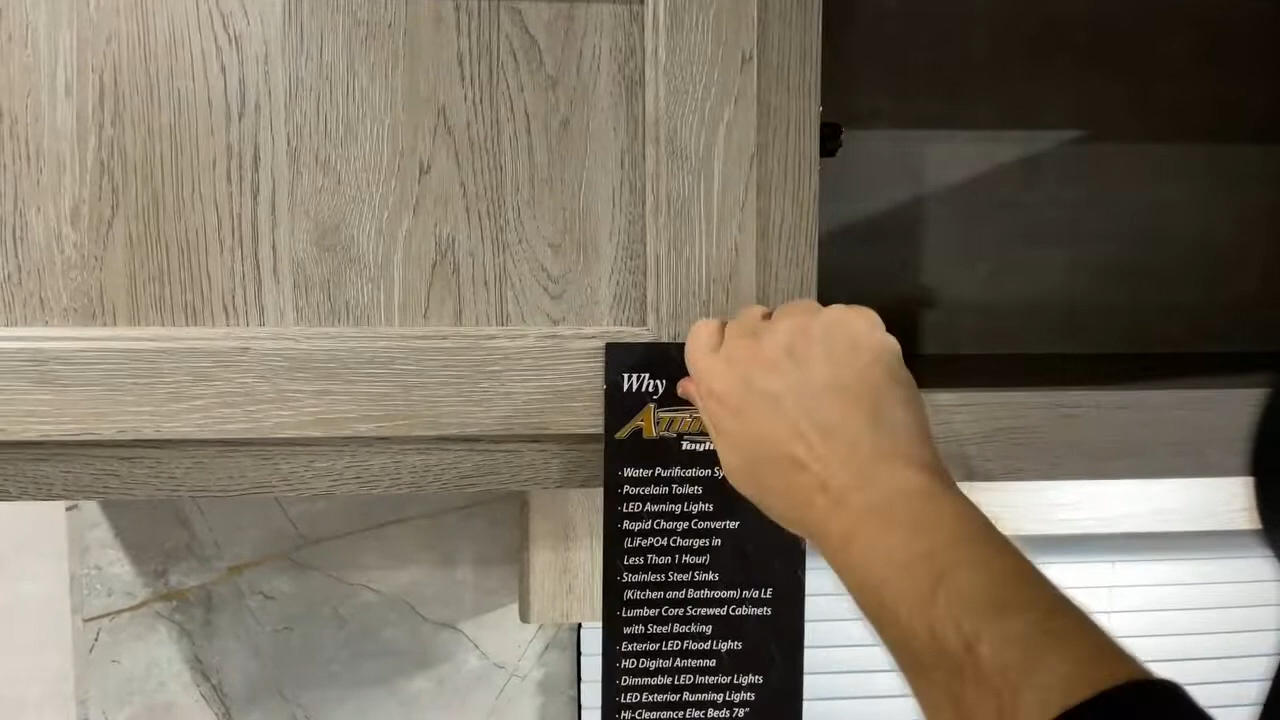 Why
· Water Purification
· Porcelain Toilets
· LED Awning Lights
· Rapid Charge Converter
(LiFePO4 Charges in
Less Than 1 Hour)
· Stainless Steel Sinks
(Kitchen and Bathroom) n/a LE
· Lumber Core Screwed Cabinets
with Steel Backing
· Exterior LED Flood Lights
· HD Digital Antenna
· Dimmable LED Interior Lights
· LED Exterior Running Lights
· Hi-Clearance Elec Beds 78"